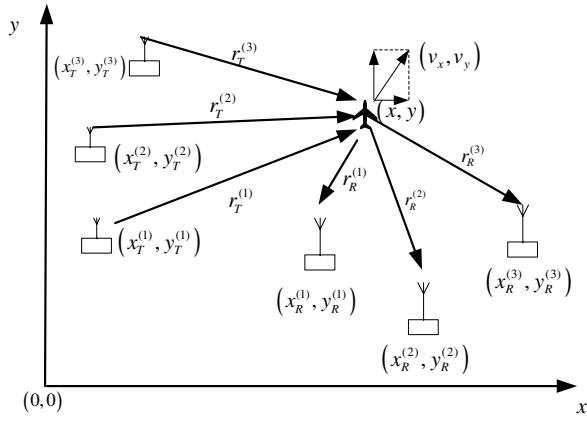 y
r_T^{(3)}
(v_x, v_y)
(x_T^{(3)}, y_T^{(3)})
r_T^{(2)}
(x, y)
(x_T^{(2)}, y_T^{(2)})
r_R^{(3)}
r_R^{(1)}
r_T^{(1)}
r_R^{(2)}
(x_T^{(1)}, y_T^{(1)})
(x_R^{(3)}, y_R^{(3)})
(x_R^{(1)}, y_R^{(1)})
(x_R^{(2)}, y_R^{(2)})
(0,0)
x